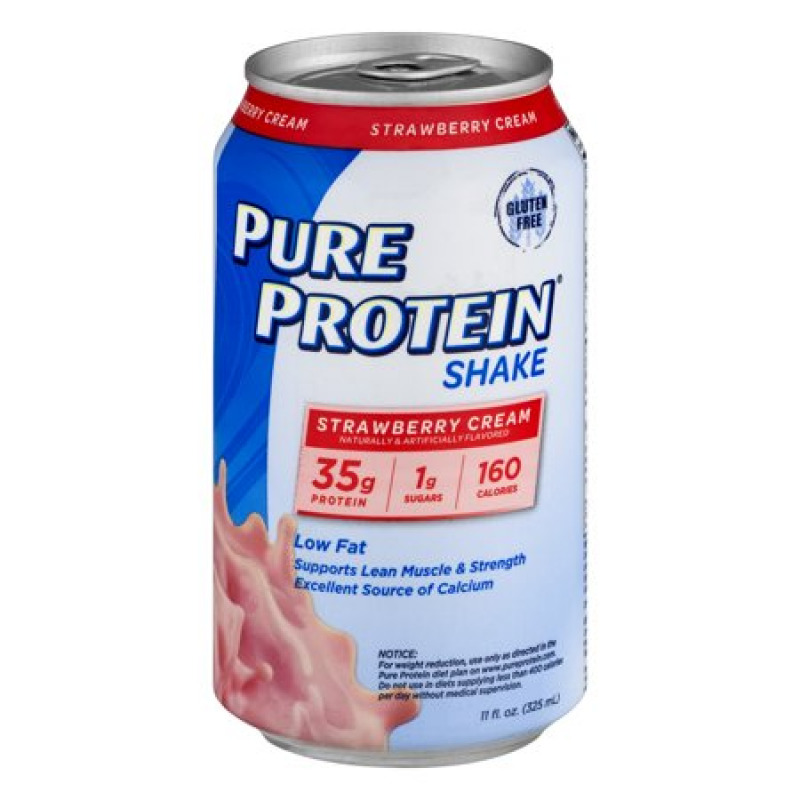 ERRY CREAM
STRAWBERRY CREAM
GLUTEN
FREE
PURE
PROTEIN®
SHAKE
STRAWBERRY CREAM
NATURALLY & ARTIFICIALLY FLAVORED
35g
PROTEIN
1g
SUGARS
160
CALORIES
Low Fat
Supports Lean Muscle & Strength
Excellent Source of Calcium
NOTICE:
For weight reduction, use only as directed in the
Pure Protein diet plan on www.pureprotein.com.
Do not use in diets supplying less than 400 calories
per day without medical supervision.
11 fl. oz. (325 mL)